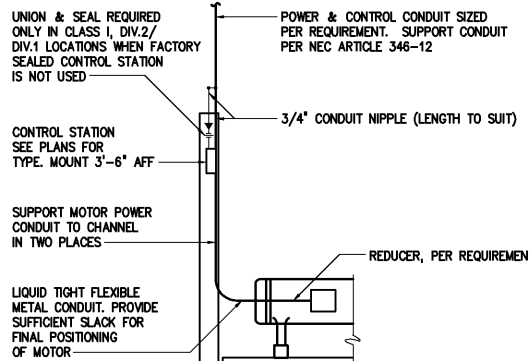 UNION & SEAL REQUIRED
ONLY IN CLASS I, DIV.2/
DIV.1 LOCATIONS WHEN FACTORY
SEALED CONTROL STATION
IS NOT USED
POWER & CONTROL CONDUIT SIZED
PER REQUIREMENT. SUPPORT CONDUIT
PER NEC ARTICLE 346-12
3/4" CONDUIT NIPPLE (LENGTH TO SUIT)
CONTROL STATION
SEE PLANS FOR
TYPE. MOUNT 3'-6" AFF
SUPPORT MOTOR POWER
CONDUIT TO CHANNEL
IN TWO PLACES
REDUCER, PER REQUIREMEN
LIQUID TIGHT FLEXIBLE
METAL CONDUIT. PROVIDE
SUFFICIENT SLACK FOR
FINAL POSITIONING
OF MOTOR